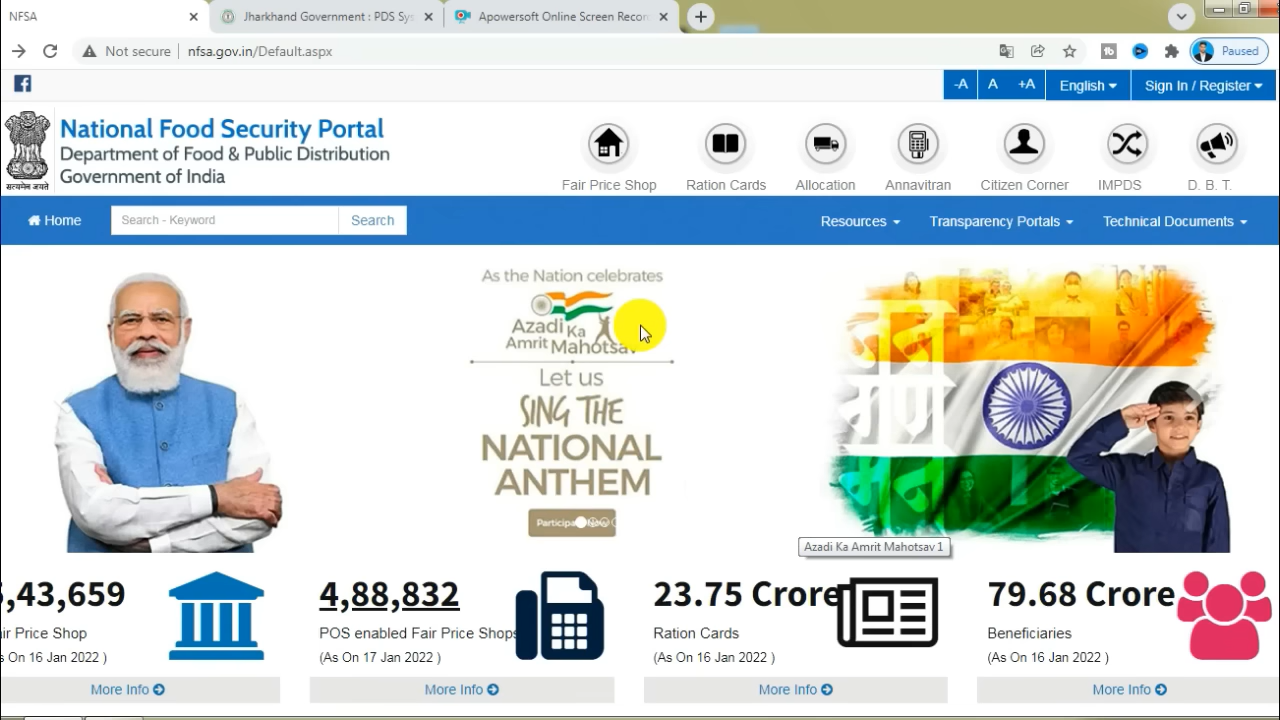 NFSA
Jharkhand Government : PDS Sys
Apowersoft Online Screen Recor
Not secure
nfsa.gov.in/Default.aspx
Paused
-A
A
+A
English
Sign In / Register
सत्यमेव जयते
National Food Security Portal
Department of Food & Public Distribution
Government of India
Fair Price Shop
Ration Cards
Allocation
Annavitran
Citizen Corner
IMPDS
D. B. T.
Home
Search - Keyword
Search
Resources
Transparency Portals
Technical Documents
As the Nation celebrates
Azadi Ka
Amrit Mahotsav
Let us
SING THE
NATIONAL
ANTHEM
जन
गण
मन
Azadi Ka Amrit Mahotsav 1
,43,659
4,88,832
23.75 Crore
79.68 Crore
ir Price Shop
POS enabled Fair Price Shops
Ration Cards
Beneficiaries
s On 16 Jan 2022 )
(As On 17 Jan 2022 )
(As On 16 Jan 2022 )
(As On 16 Jan 2022 )
More Info
More Info
More Info
More Info